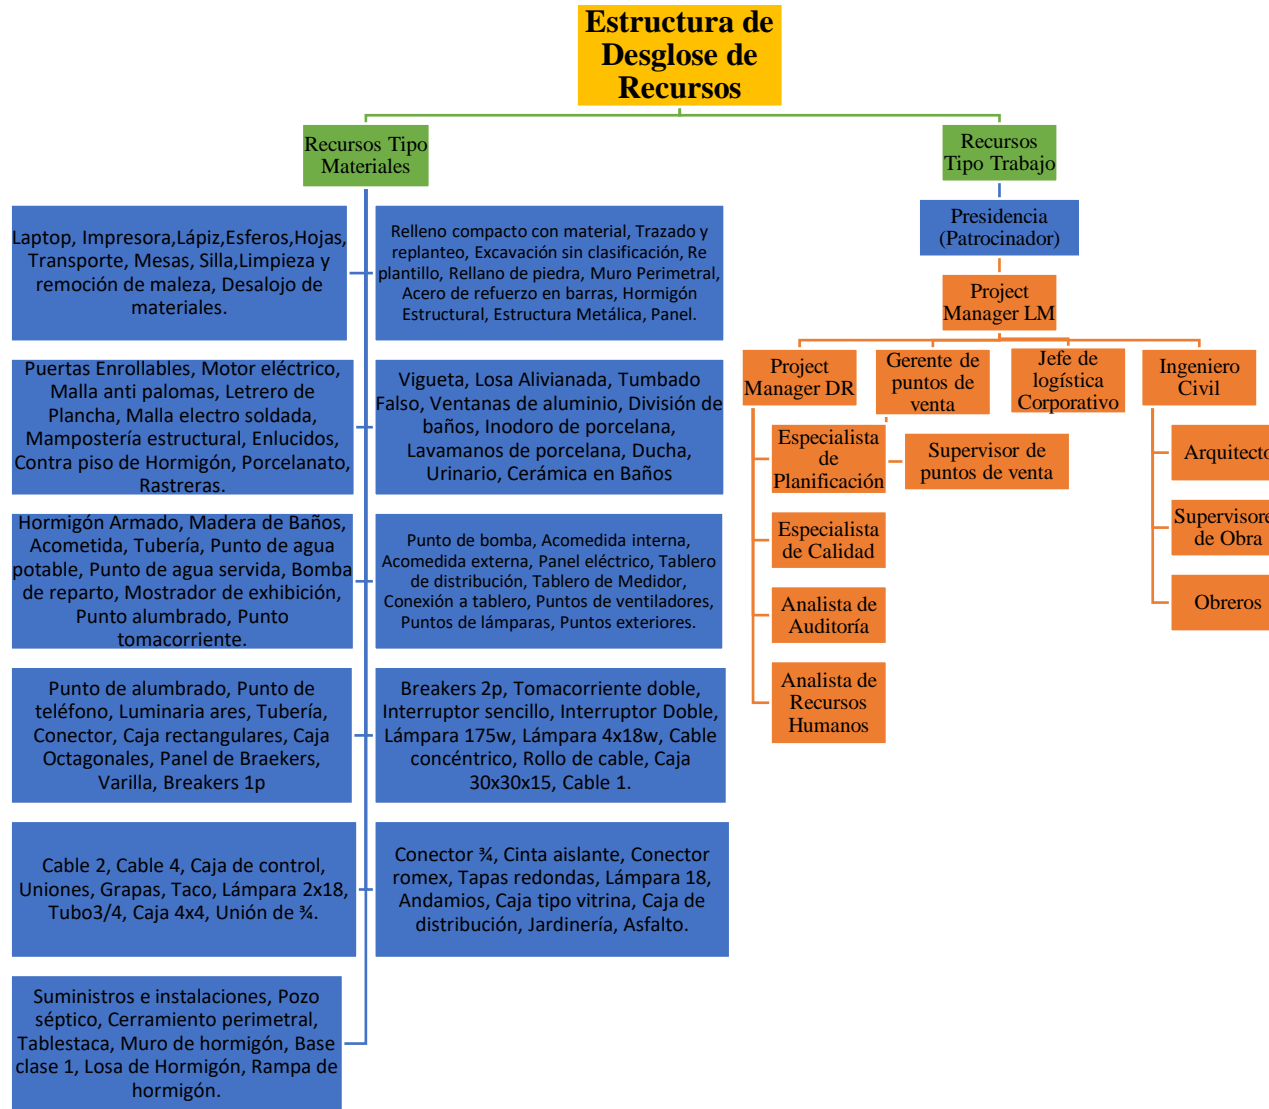 Estructura de
Desglose de
Recursos
Recursos Tipo
Materiales
Recursos
Tipo Trabajo
Laptop, Impresora,Lápiz,Esferos,Hojas,
Transporte, Mesas, Silla,Limpieza y
remoción de maleza, Desalojo de
materiales.
Relleno compacto con material, Trazado y
replanteo, Excavación sin clasificación, Re
plantillo, Rellano de piedra, Muro Perimetral,
Acero de refuerzo en barras, Hormigón
Estructural, Estructura Metálica, Panel.
Puertas Enrollables, Motor eléctrico,
Malla anti palomas, Letrero de
Plancha, Malla electro soldada,
Mampostería estructural, Enlucidos,
Contra piso de Hormigón, Porcelanato,
Rastreras.
Vigueta, Losa Alivianada, Tumbado
Falso, Ventanas de aluminio, División de
baños, Inodoro de porcelana,
Lavamanos de porcelana, Ducha,
Urinario, Cerámica en Baños
Hormigón Armado, Madera de Baños,
Acometida, Tubería, Punto de agua
potable, Punto de agua servida, Bomba
de reparto, Mostrador de exhibición,
Punto alumbrado, Punto
tomacorriente.
Punto de bomba, Acomedida interna,
Acomedida externa, Panel eléctrico, Tablero
de distribución, Tablero de Medidor,
Conexión a tablero, Puntos de ventiladores,
Puntos de lámparas, Puntos exteriores.
Punto de alumbrado, Punto de
teléfono, Luminaria ares, Tubería,
Conector, Caja rectangulares, Caja
Octagonales, Panel de Braekers,
Varilla, Breakers 1p
Breakers 2p, Tomacorriente doble,
Interruptor sencillo, Interruptor Doble,
Lámpara 175w, Lámpara 4x18w, Cable
concéntrico, Rollo de cable, Caja
30x30x15, Cable 1.
Cable 2, Cable 4, Caja de control,
Uniones, Grapas, Taco, Lámpara 2x18,
Tubo3/4, Caja 4x4, Unión de ¾.
Conector ¾, Cinta aislante, Conector
romex, Tapas redondas, Lámpara 18,
Andamios, Caja tipo vitrina, Caja de
distribución, Jardinería, Asfalto.
Suministros e instalaciones, Pozo
séptico, Cerramiento perimetral,
Tablestaca, Muro de hormigón, Base
clase 1, Losa de Hormigón, Rampa de
hormigón.
Presidencia
(Patrocinador)
Project
Manager LM
Project
Manager DR
Gerente de
puntos de
venta
Jefe de
logística
Corporativo
Ingeniero
Civil
Especialista
de
Planificación
Supervisor de
puntos de venta
Especialista
de Calidad
Analista de
Auditoría
Analista de
Recursos
Humanos
Arquitecto
Supervisore
de Obra
Obreros